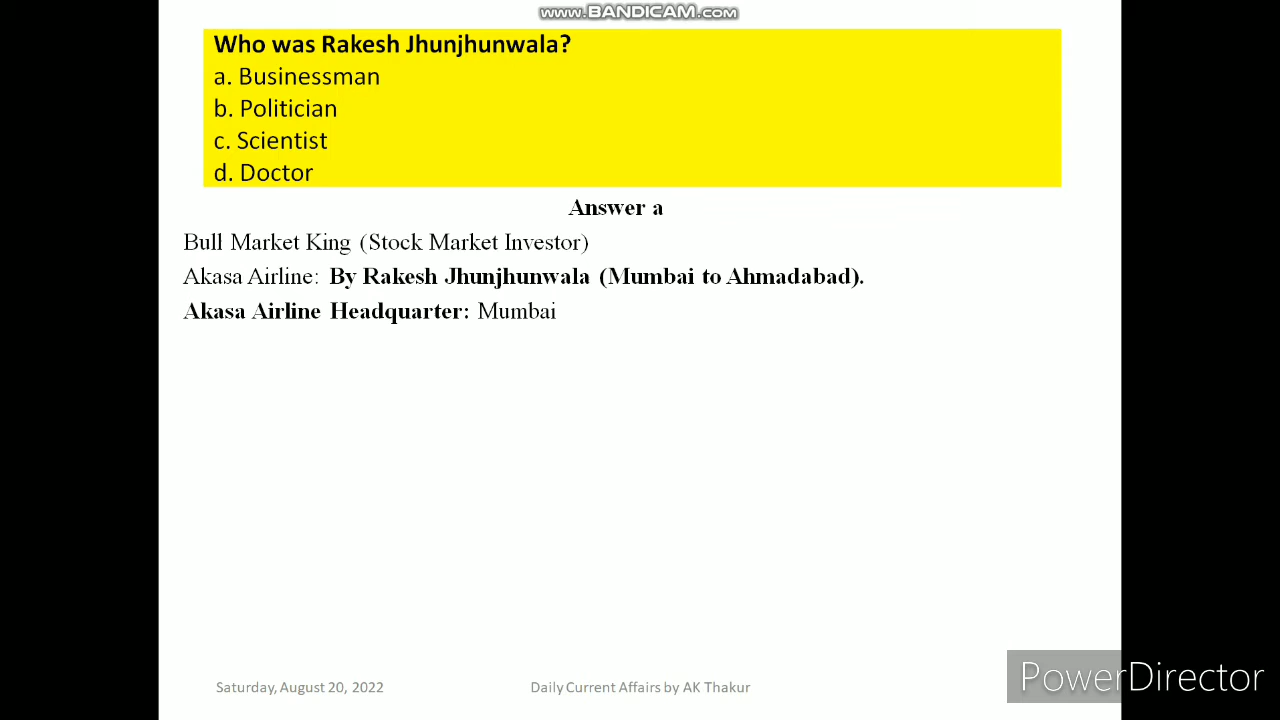 www.BANDICAM.com
Who was Rakesh Jhunjhunwala?
a. Businessman
b. Politician
c. Scientist
d. Doctor
Answer a
Bull Market King (Stock Market Investor)
Akasa Airline: By Rakesh Jhunjhunwala (Mumbai to Ahmadabad).
Akasa Airline Headquarter: Mumbai
Saturday, August 20, 2022
Daily Current Affairs by AK Thakur
PowerDirector